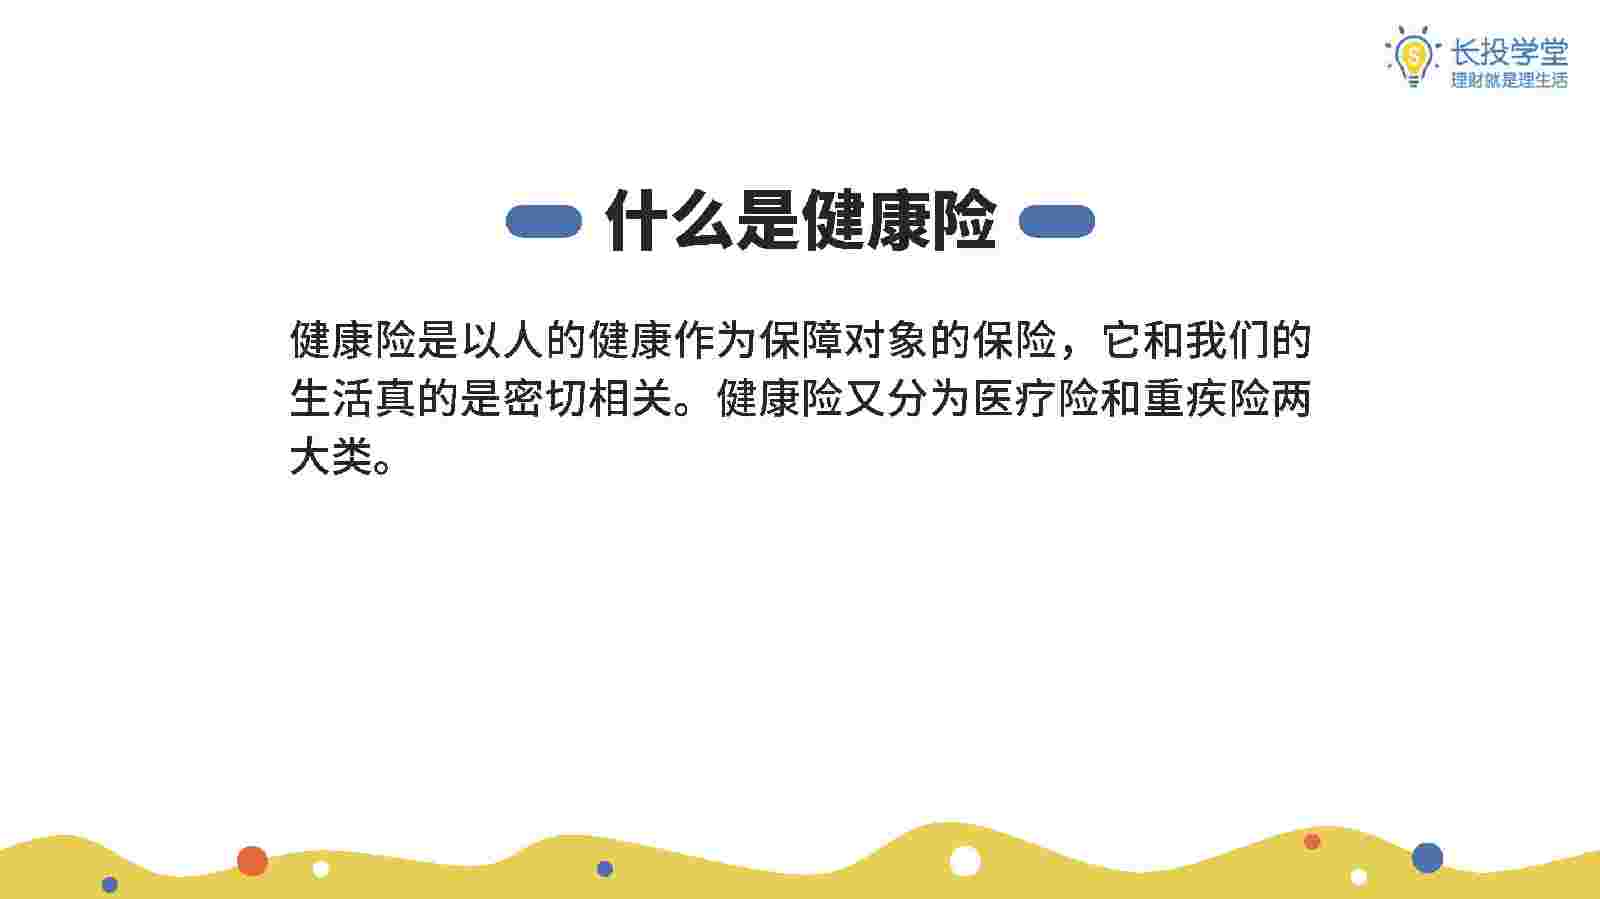 长投学堂
理财就是理生活
什么是健康险
健康险是以人的健康作为保障对象的保险，它和我们的
生活真的是密切相关。健康险又分为医疗险和重疾险两
大类。